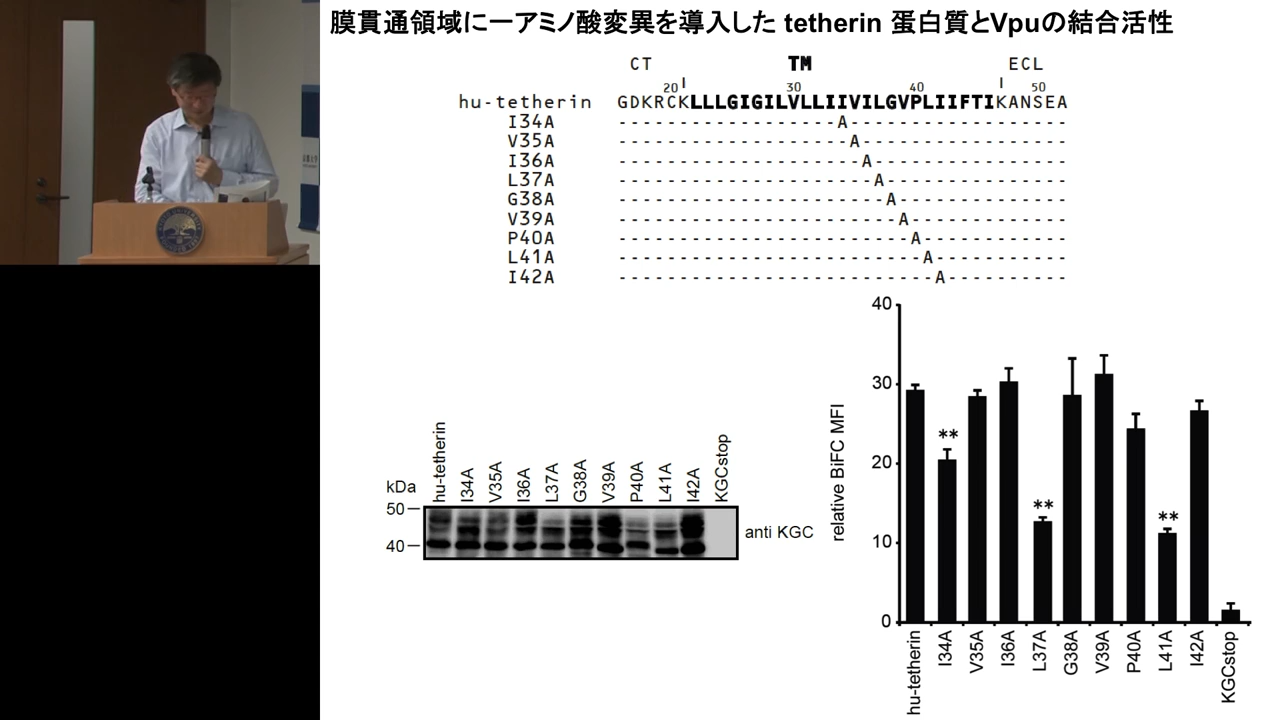 膜貫通領域に一アミノ酸変異を導入した tetherin 蛋白質とVpuの結合活性
CT TM ECL
20 30 40 50
hu-tetherin GDKRCKLLLGIGILVLLIIVILGVPLIIFTIKANSEA
I34A ------------------A------------------
V35A -------------------A-----------------
I36A --------------------A----------------
L37A ---------------------A---------------
G38A ----------------------A--------------
V39A -----------------------A-------------
P40A ------------------------A------------
L41A -------------------------A-----------
I42A --------------------------A----------
kDa
50
40
hu-tetherin I34A V35A I36A L37A G38A V39A P40A L41A I42A KGCstop
anti KGC
relative BiFC MFI
40
30
20
10
0
** ** **
hu-tetherin I34A V35A I36A L37A G38A V39A P40A L41A I42A KGCstop